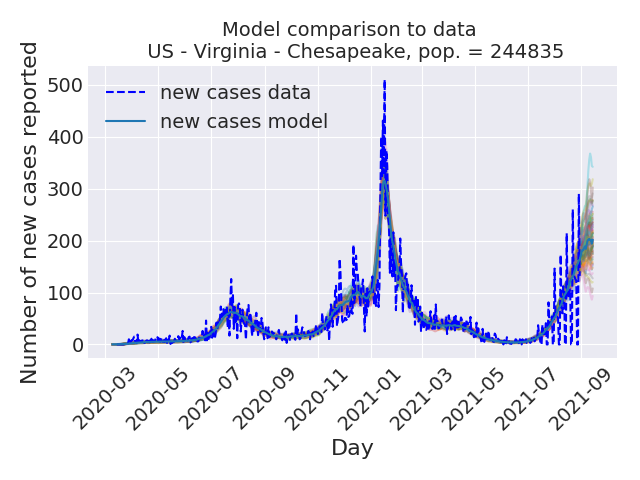 Model comparison to data
US - Virginia - Chesapeake, pop. = 244835
Number of new cases reported
500
400
300
200
100
0
new cases data
new cases model
2020-03
2020-05
2020-07
2020-09
2020-11
2021-01
2021-03
2021-05
2021-07
2021-09
Day